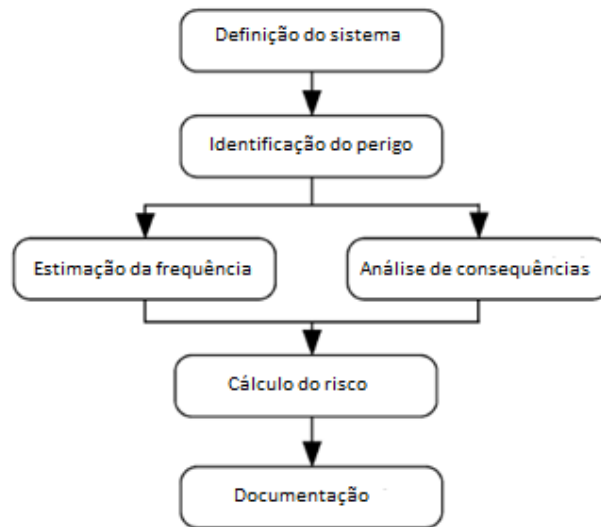 Definição do sistema
Identificação do perigo
Estimação da frequência
Análise de consequências
Cálculo do risco
Documentação